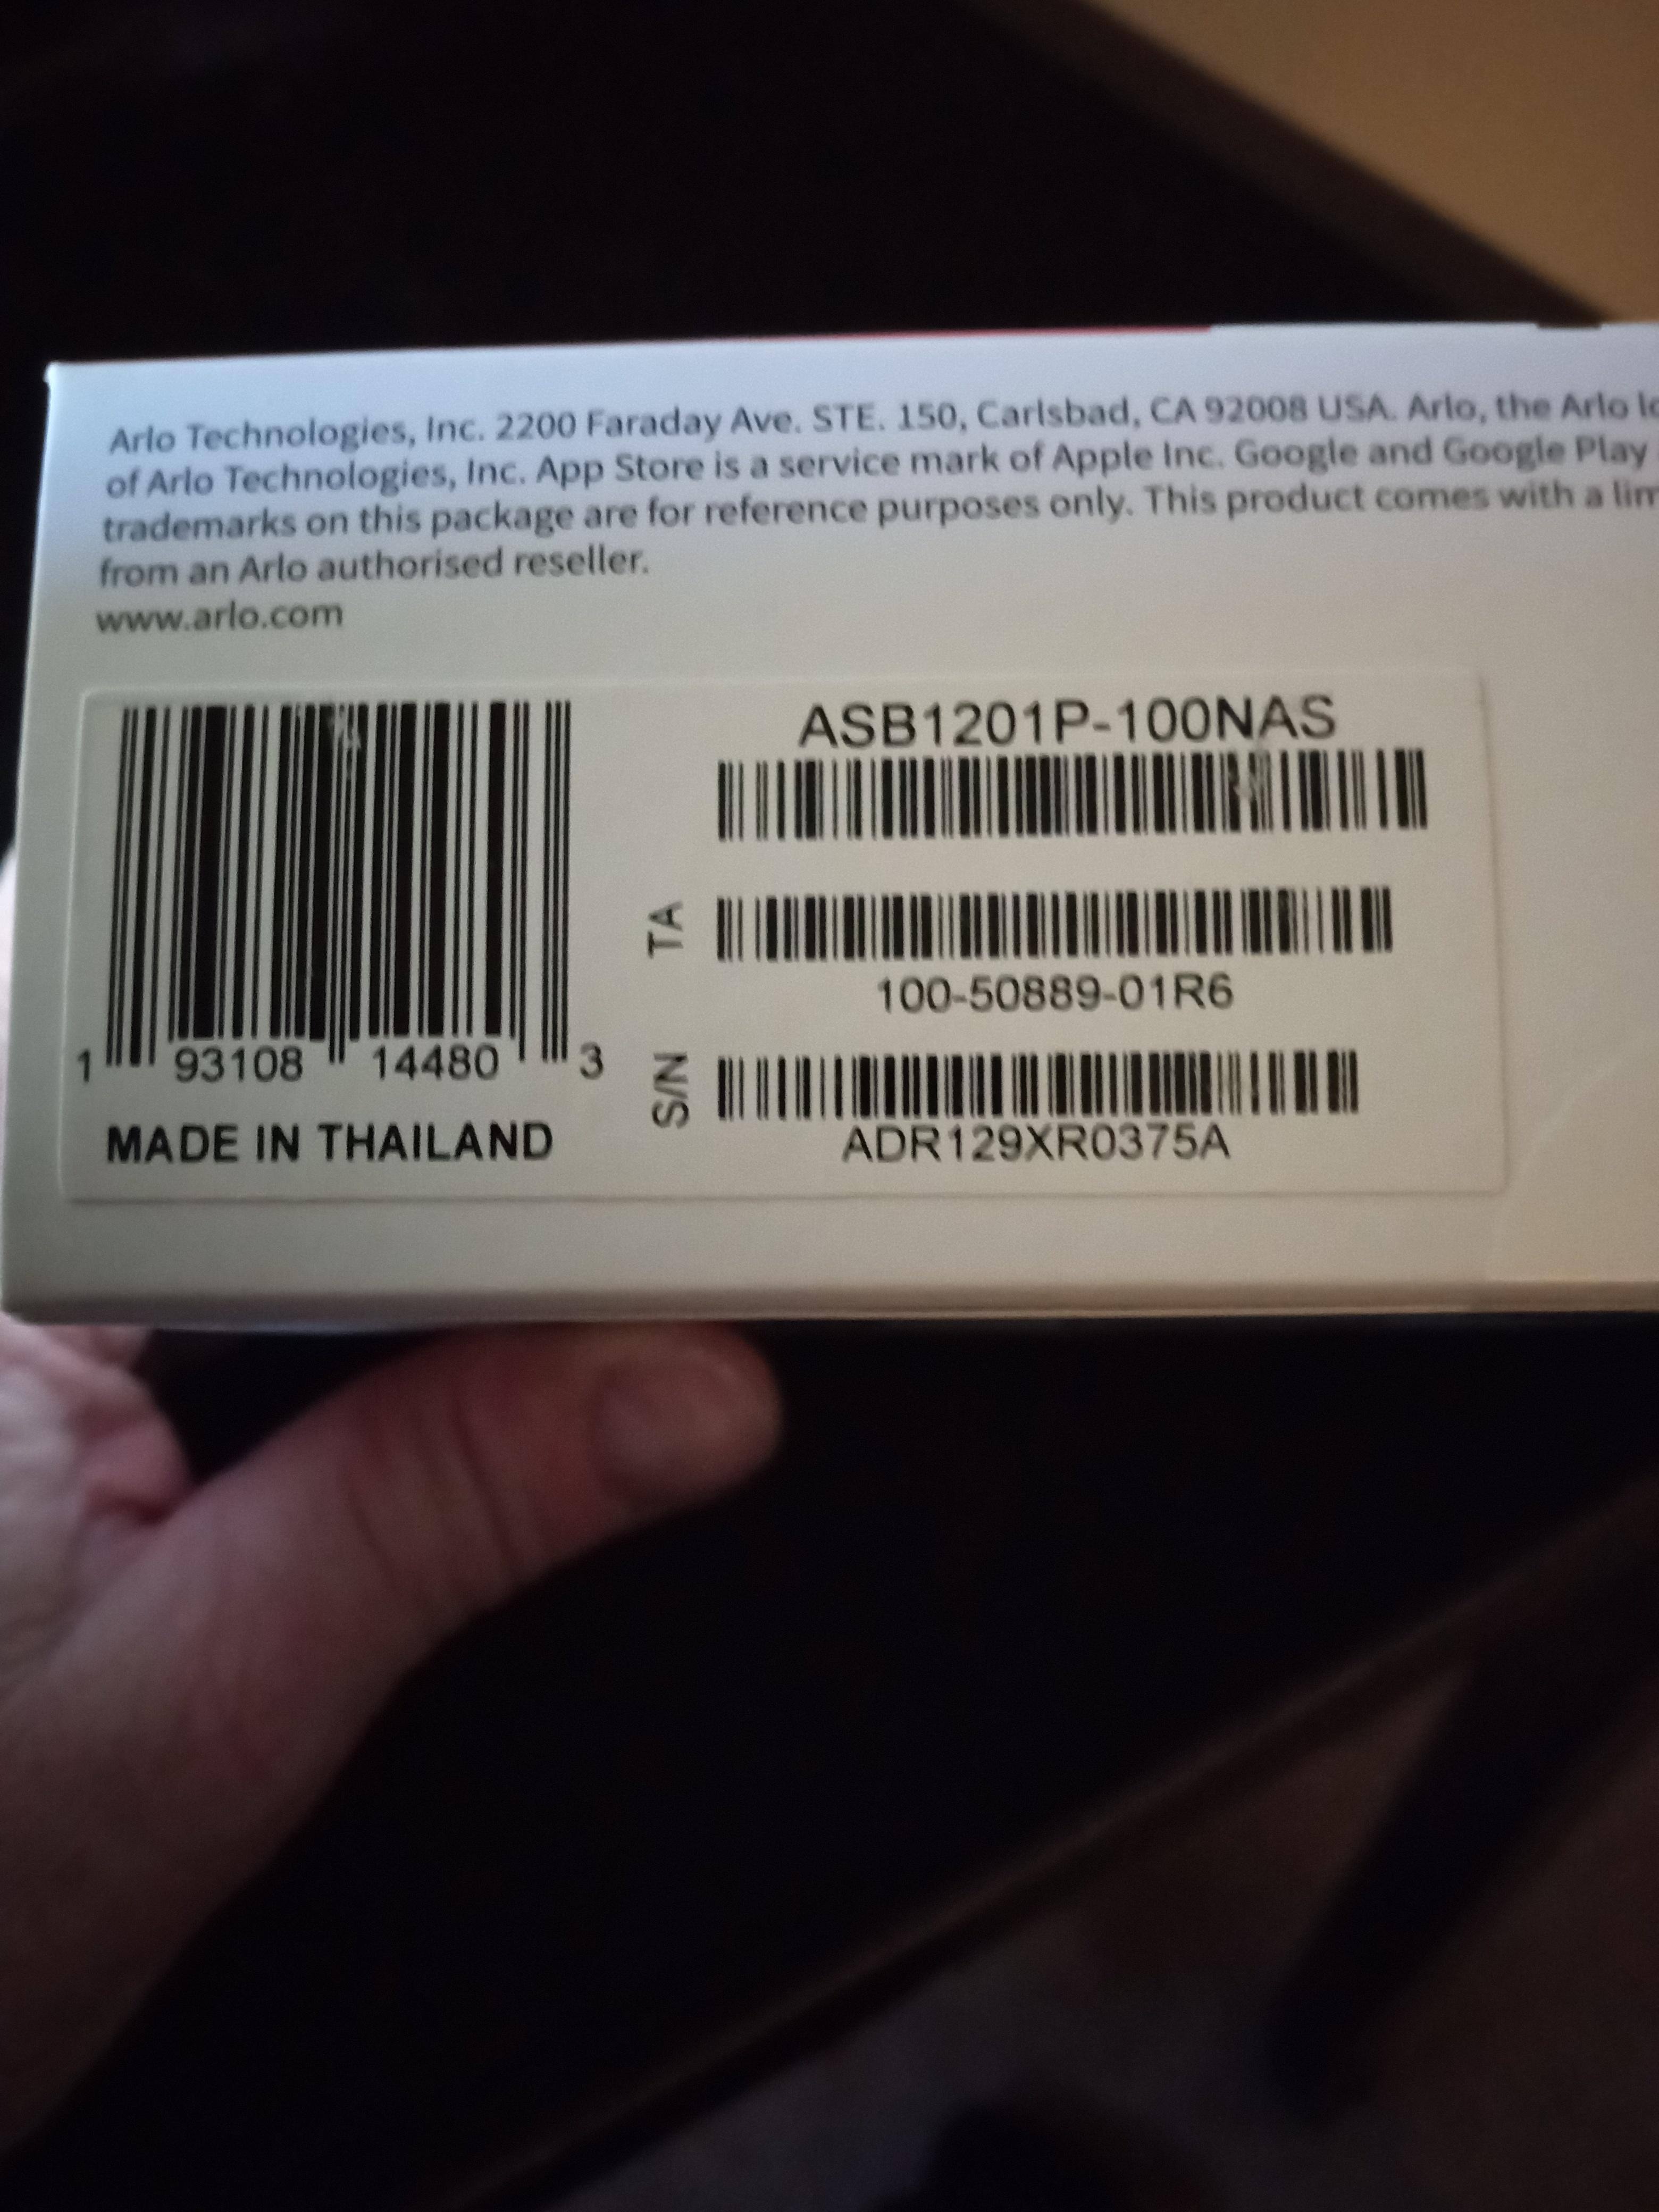 Arlo Technologies, Inc. 2200 Faraday Ave. STE. 150, Carlsbad, CA 92008 USA. Arlo, the Arlo lo
of Arlo Technologies, Inc. App Store is a service mark of Apple Inc. Google and Google Play
trademarks on this package are for reference purposes only. This product comes with a lim
from an Arlo authorised reseller.
www.arlo.com
ASB1201P-100NAS
TA
100-50889-01R6
1 93108 14480 3
S/N
MADE IN THAILAND
ADR129XR0375A